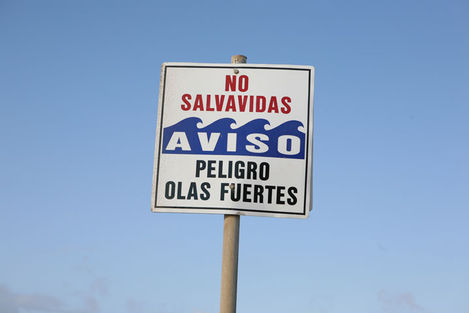 NO
SALVAVIDAS
AVISO
PELIGRO
OLAS FUERTES